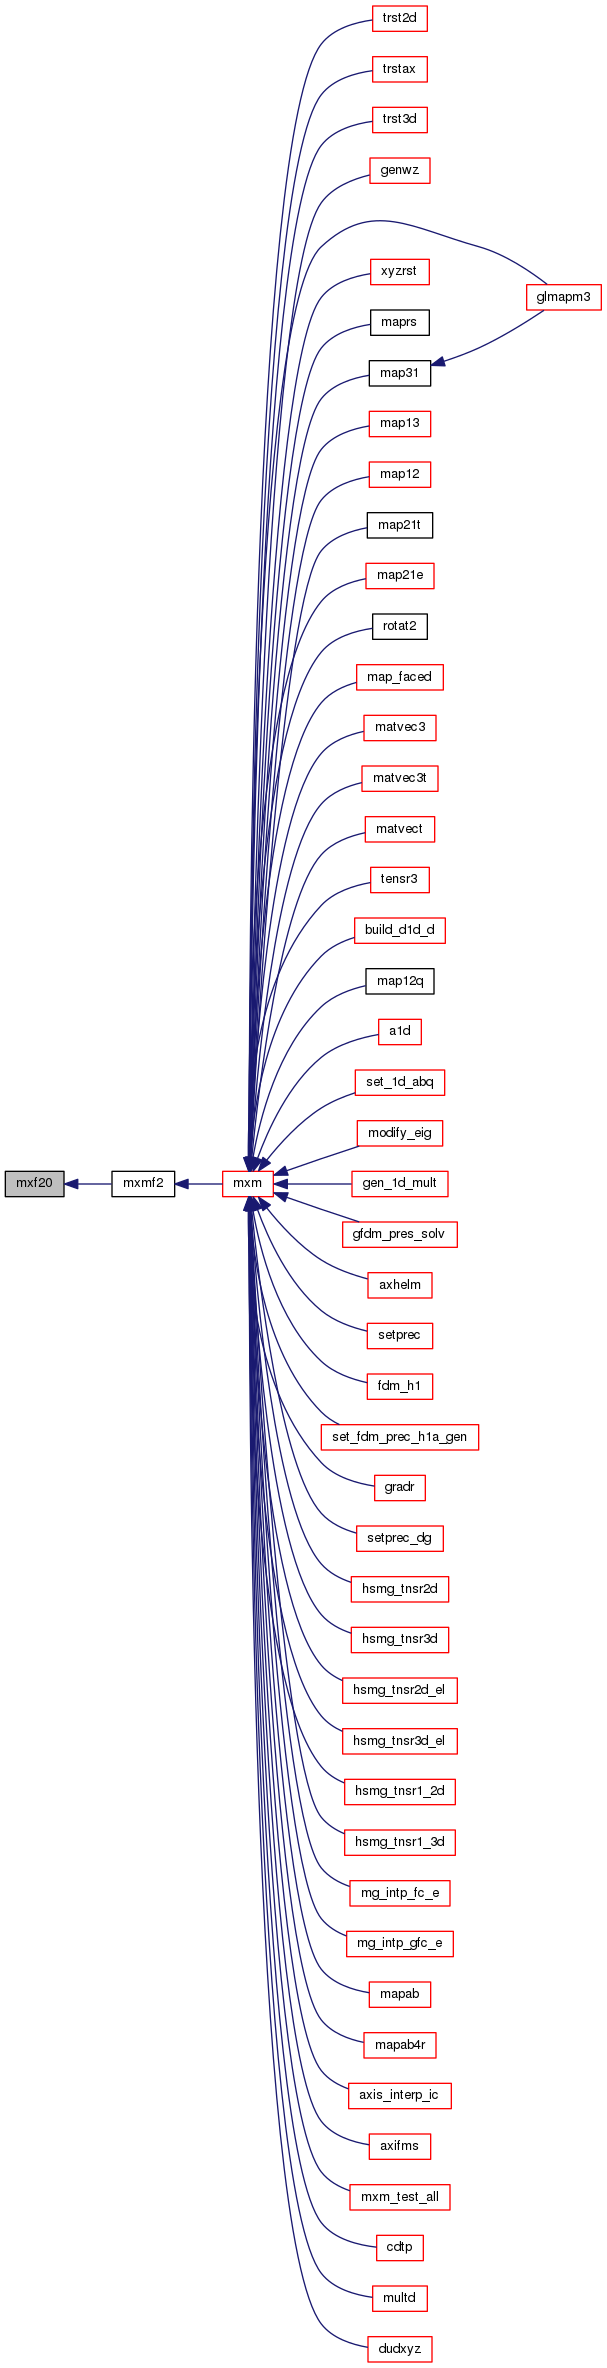 trst2d
trstax
trst3d
genwz
xyzrst
glmapm3
maprs
map31
map13
map12
map21t
map21e
rotat2
map_faced
matvec3
matvec3t
matvect
tensr3
build_d1d_d
map12q
a1d
set_1d_abq
modify_eig
mxf20
mxmf2
mxm
gen_1d_mult
gfdm_pres_solv
axhelm
setprec
fdm_h1
set_fdm_prec_h1a_gen
gradr
setprec_dg
hsmg_tnsr2d
hsmg_tnsr3d
hsmg_tnsr2d_el
hsmg_tnsr3d_el
hsmg_tnsr1_2d
hsmg_tnsr1_3d
mg_intp_fc_e
mg_intp_gfc_e
mapab
mapab4r
axis_interp_ic
axifms
mxm_test_all
cdtp
multd
dudxyz